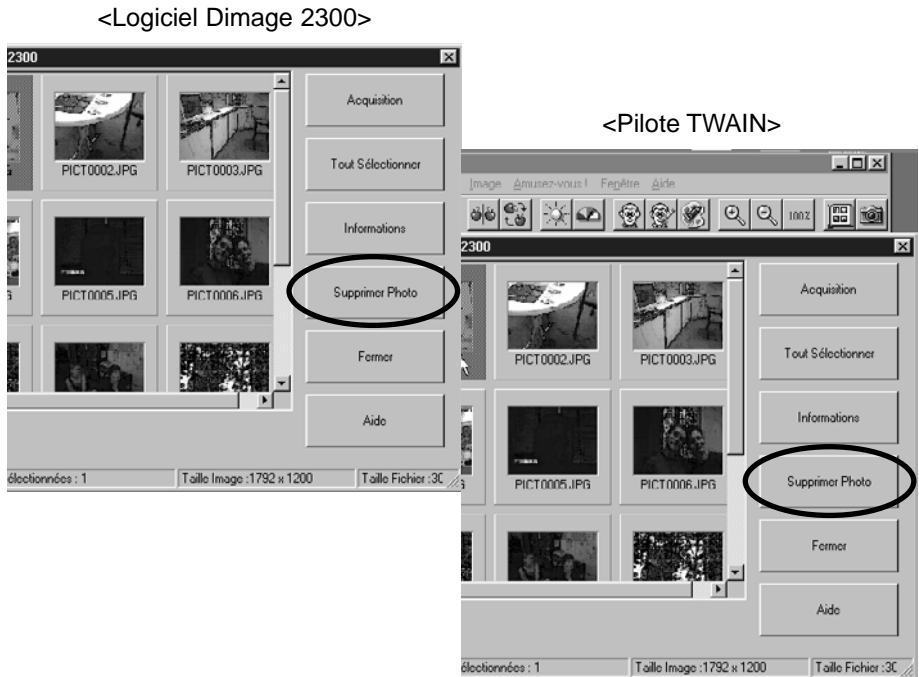 <Logiciel Dimage 2300>
2300
Acquisition
PICT0002.JPG
PICT0003.JPG
Tout Sélectionner
Informations
PICT0005.JPG
PICT0006.JPG
Supprimer Photo
Fermer
Aide
électionnées : 1
Taille Image :1792 x 1200
Taille Fichier :30
<Pilote TWAIN>
Image Amusez-vous ! Fenêtre Aide
100%
2300
Acquisition
PICT0002.JPG
PICT0003.JPG
Tout Sélectionner
Informations
PICT0005.JPG
PICT0006.JPG
Supprimer Photo
Fermer
Aide
électionnées : 1
Taille Image :1792 x 1200
Taille Fichier :30